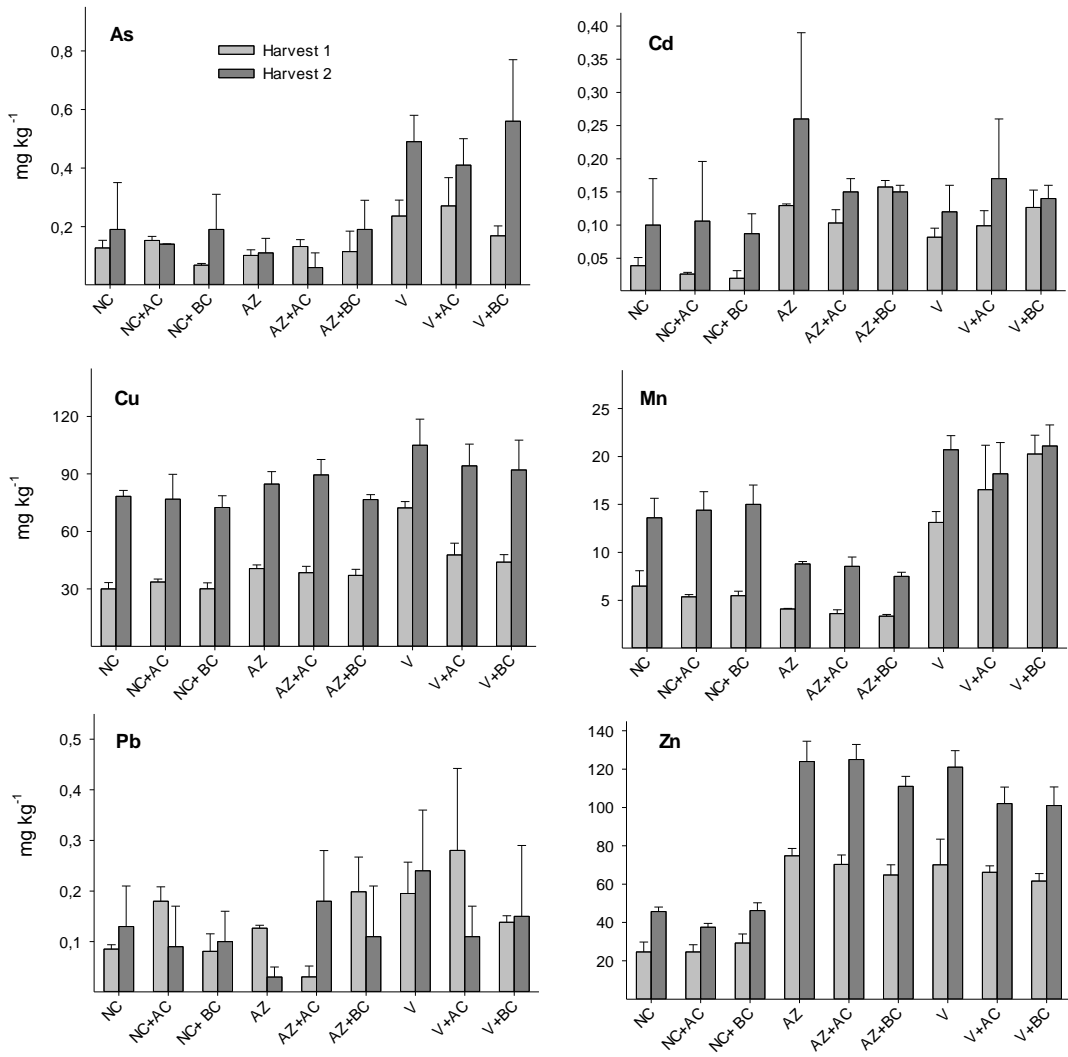 As
Harvest 1
Harvest 2
mg kg-1
0,8
0,6
0,4
0,2
NC
NC+AC
NC+ BC
AZ
AZ+AC
AZ+BC
V
V+AC
V+BC
Cd
0,40
0,35
0,30
0,25
0,20
0,15
0,10
0,05
NC
NC+AC
NC+ BC
AZ
AZ+AC
AZ+BC
V
V+AC
V+BC
Cu
mg kg-1
120
90
60
30
NC
NC+AC
NC+ BC
AZ
AZ+AC
AZ+BC
V
V+AC
V+BC
Mn
25
20
15
10
5
NC
NC+AC
NC+ BC
AZ
AZ+AC
AZ+BC
V
V+AC
V+BC
Pb
mg kg-1
0,5
0,3
0,2
0,1
NC
NC+AC
NC+ BC
AZ
AZ+AC
AZ+BC
V
V+AC
V+BC
Zn
140
120
100
80
60
40
20
NC
NC+AC
NC+ BC
AZ
AZ+AC
AZ+BC
V
V+AC
V+BC